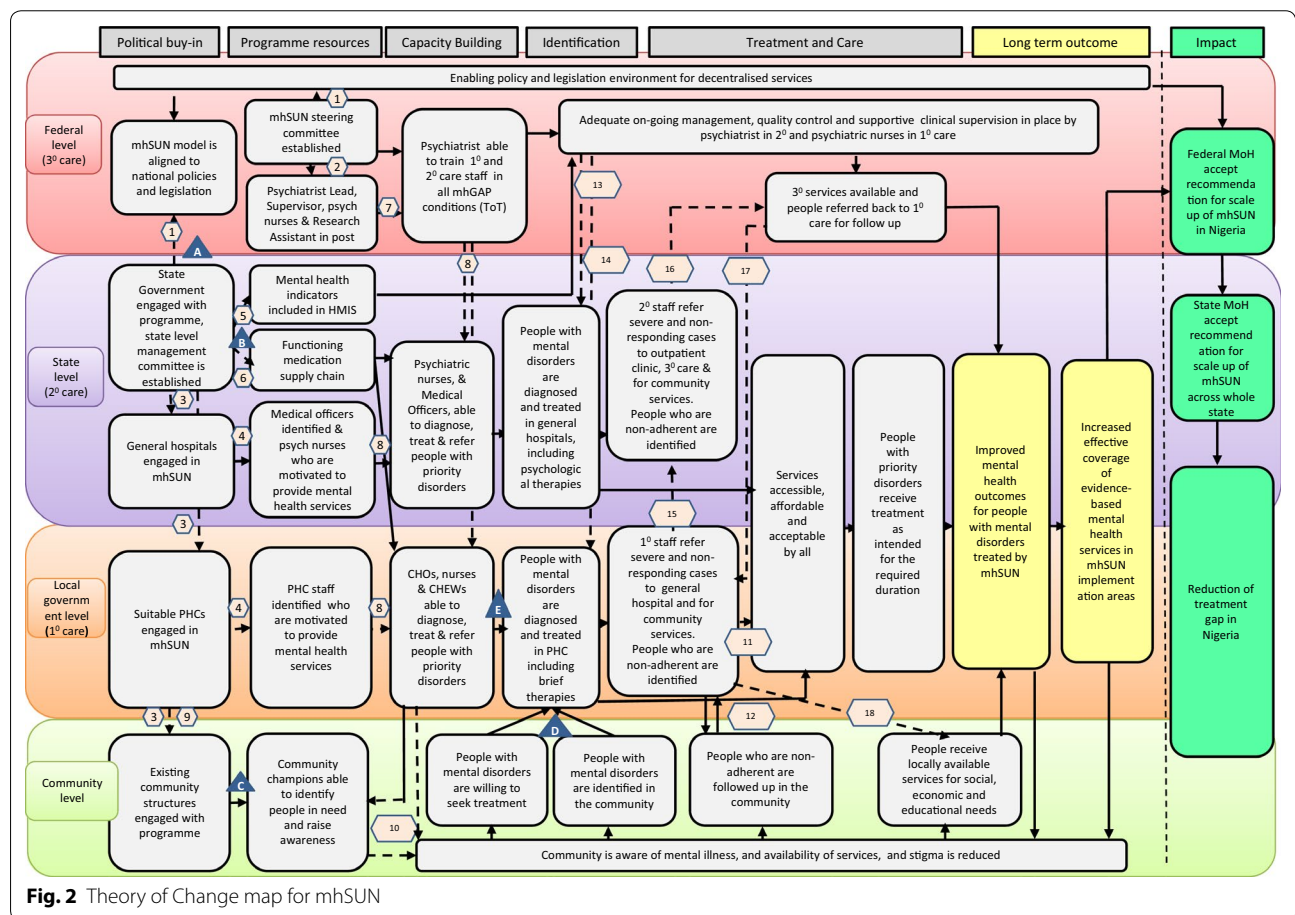 Political buy-in
Programme resources
Capacity Building
Identification
Treatment and Care
Long term outcome
Impact
Enabling policy and legislation environment for decentralised services
Federal
level
(3⁰ care)
mhSUN model is
aligned to
national policies
and legislation
1
mhSUN steering
committee
established
2
Psychiatrist Lead,
Supervisor, psych
nurses & Research
Assistant in post
7
Psychiatrist able
to train 1⁰ and
2⁰ care staff in
all mhGAP
conditions (ToT)
Adequate on-going management, quality control and supportive clinical supervision in place by
psychiatrist in 2⁰ and psychiatric nurses in 1⁰ care
13
3⁰ services available and
people referred back to 1⁰
care for follow up
Federal MoH
accept
recommenda
tion for scale
up of mhSUN
in Nigeria
1
A
8
14
16
17
State
level
(2⁰ care)
State
Government
engaged with
programme,
state level
management
committee is
established
5
B
6
Mental health
indicators
included in HMIS
Functioning
medication
supply chain
3
General hospitals
engaged in
mhSUN
4
Medical officers
identified &
psych nurses
who are
motivated to
provide mental
health services
8
Psychiatric
nurses, &
Medical Officers,
able to diagnose,
treat & refer
people with
priority
disorders
People with
mental
disorders
are
diagnosed
and treated
in general
hospitals,
including
psychologic
al therapies
2⁰ staff refer
severe and non-
responding cases
to outpatient
clinic, 3⁰ care &
for community
services.
People who are
non-adherent
are identified
Services
accessible,
affordable
and
acceptable
by all
People
with
priority
disorders
receive
treatment
as
intended
for the
required
duration
Improved
mental
health
outcomes
for people
with mental
disorders
treated by
mhSUN
Increased
effective
coverage
of
evidence-
based
mental
health
services in
mhSUN
implement
ation areas
State MoH
accept
recommend
ation for
scale up of
mhSUN
across whole
state
3
15
Local
governm
ent level
(1⁰ care)
Suitable PHCs
engaged in
mhSUN
4
PHC staff
identified who
are motivated
to provide
mental health
services
8
CHOs, nurses
& CHEWs
able to
diagnose,
treat & refer
people with
priority
disorders
E
People with
mental
disorders
are
diagnosed
and treated
in PHC
including
brief
therapies
1⁰ staff refer
severe and non-
responding cases
to general
hospital and for
community
services.
People who are
non-adherent are
identified
11
Reduction of
treatment
gap in
Nigeria
3
9
D
12
18
Community
level
Existing
community
structures
engaged with
programme
C
Community
champions able
to identify
people in need
and raise
awareness
10
People with
mental disorders
are willing to
seek treatment
People with
mental disorders
are identified in
the community
People who are non-
adherent are
followed up in the
community
People receive
locally available
services for social,
economic and
educational needs
Community is aware of mental illness, and availability of services, and stigma is reduced
Fig. 2 Theory of Change map for mhSUN